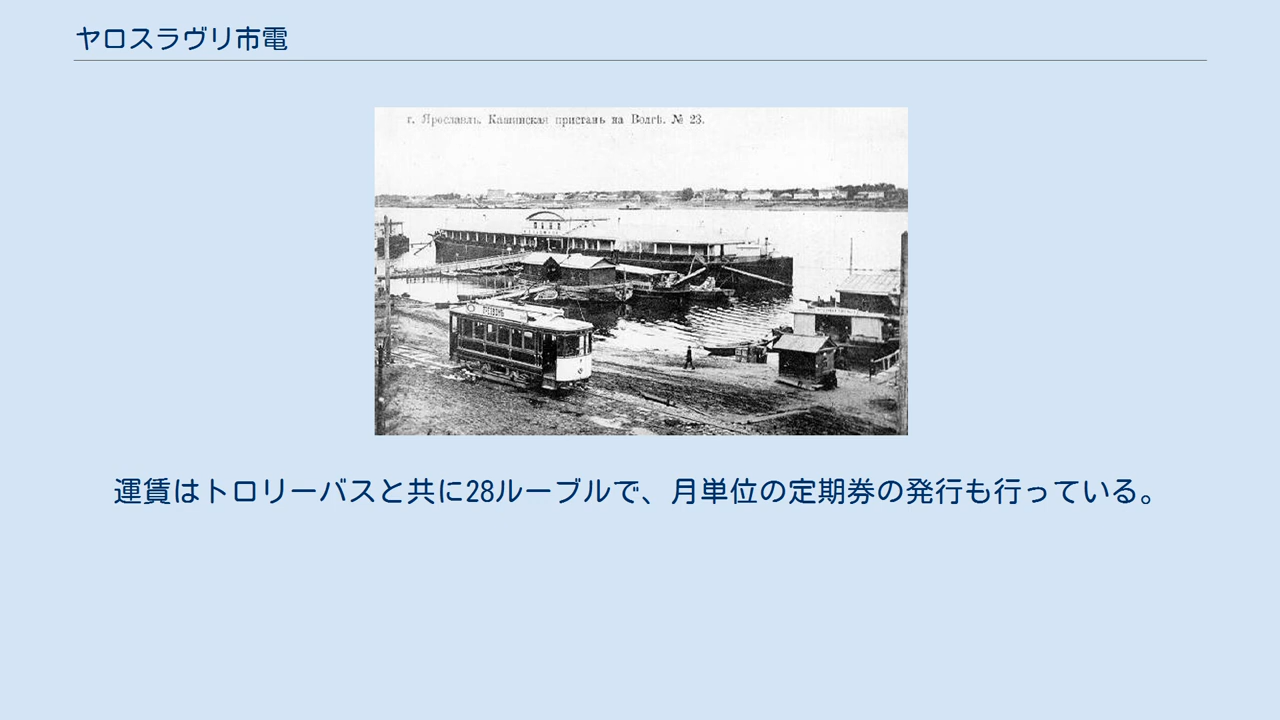 ヤロスラヴリ市電
г. Ярославль. Кашинская пристань на Волгѣ. № 23.
運賃はトロリーバスと共に28ルーブルで、月単位の定期券の発行も行っている。